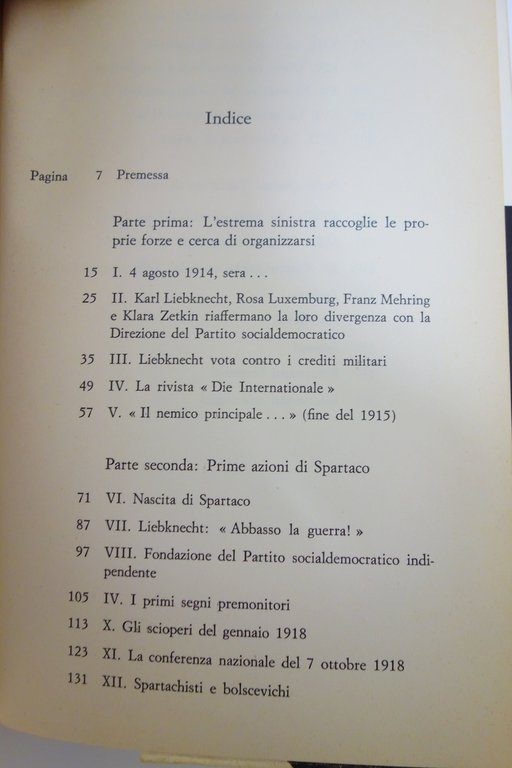 Indice
Pagina 7 Premessa
Parte prima: L'estrema sinistra raccoglie le pro-
prie forze e cerca di organizzarsi
15 I. 4 agosto 1914, sera . . .
25 II. Karl Liebknecht, Rosa Luxemburg, Franz Mehring
e Klara Zetkin riaffermano la loro divergenza con la
Direzione del Partito socialdemocratico
35 III. Liebknecht vota contro i crediti militari
49 IV. La rivista « Die Internationale »
57 V. « Il nemico principale . . . » (fine del 1915)
Parte seconda: Prime azioni di Spartaco
71 VI. Nascita di Spartaco
87 VII. Liebknecht: « Abbasso la guerra! »
97 VIII. Fondazione del Partito socialdemocratico indi-
pendente
105 IV. I primi segni premonitori
113 X. Gli scioperi del gennaio 1918
123 XI. La conferenza nazionale del 7 ottobre 1918
131 XII. Spartachisti e bolscevichi